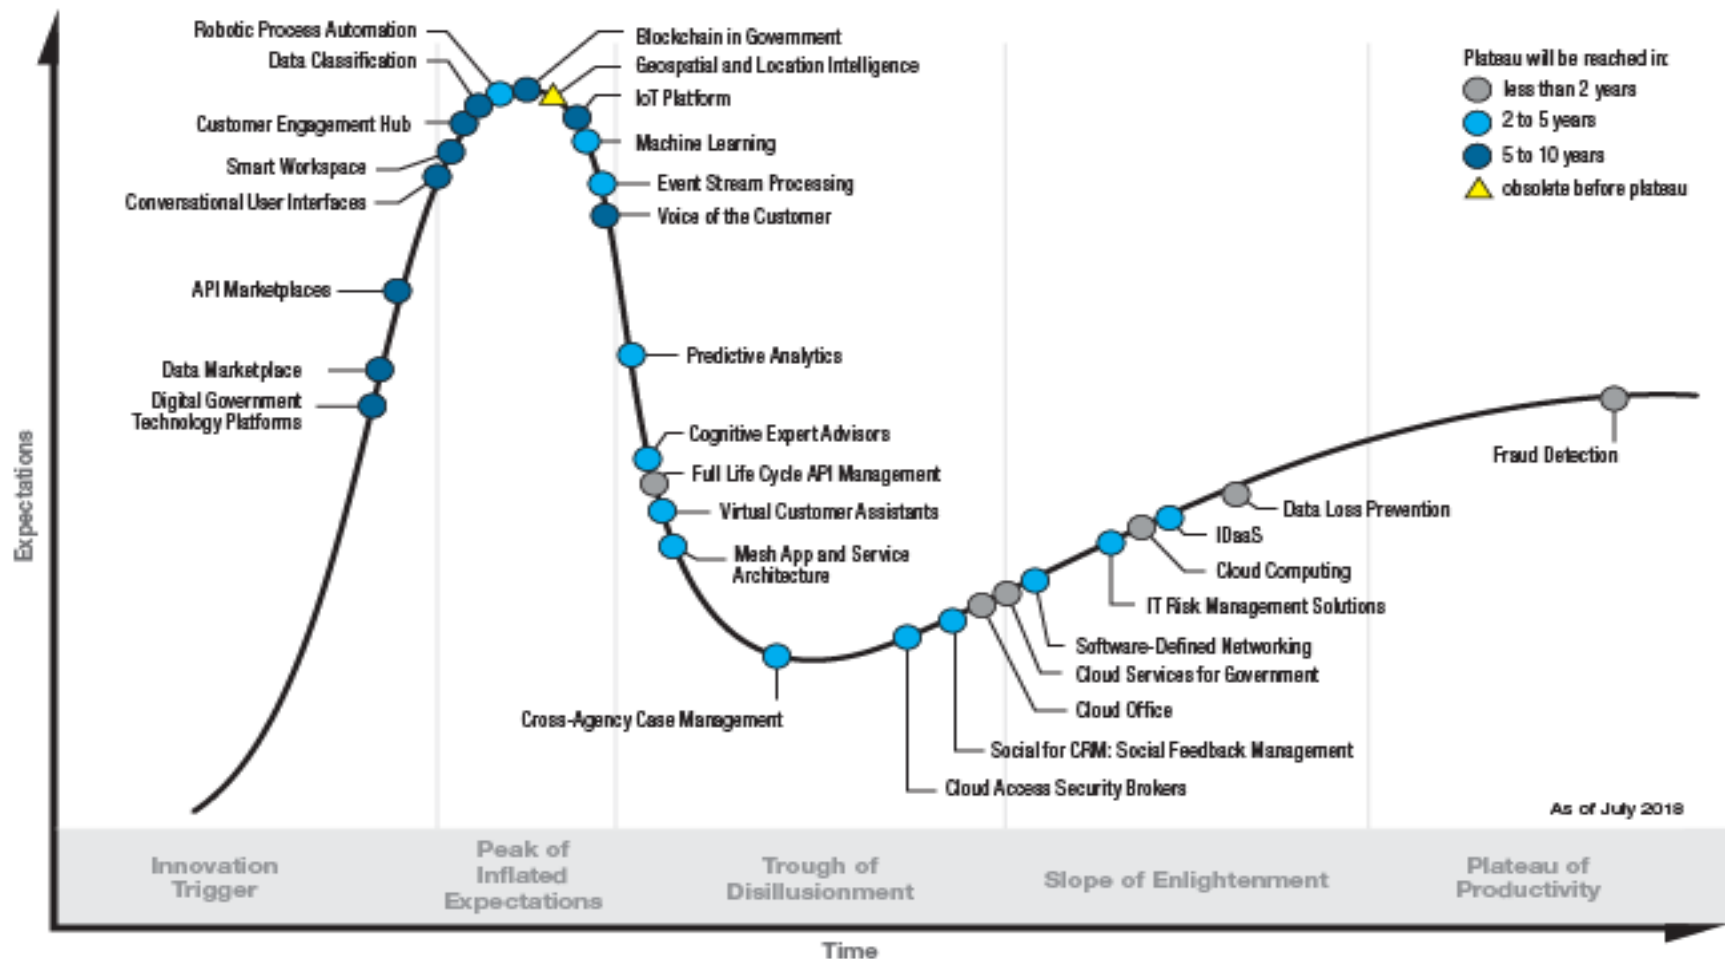 Robotic Process Automation
Data Classification
Customer Engagement Hub
Smart Workspace
Conversational User Interfaces
API Marketplaces
Data Marketplace
Digital Government
Technology Platforms
Blockchain in Government
Geospatial and Location Intelligence
IoT Platform
Machine Learning
Event Stream Processing
Voice of the Customer
Predictive Analytics
Cognitive Expert Advisors
Full Life Cycle API Management
Virtual Customer Assistants
Mesh App and Service
Architecture
Cross-Agency Case Management
Plateau will be reached in:
less than 2 years
2 to 5 years
5 to 10 years
obsolete before plateau
Fraud Detection
Data Loss Prevention
IDaaS
Cloud Computing
IT Risk Management Solutions
Software-Defined Networking
Cloud Services for Government
Cloud Office
Social for CRM: Social Feedback Management
Cloud Access Security Brokers
As of July 2018
Expectations
Innovation
Trigger
Peak of
Inflated
Expectations
Trough of
Disillusionment
Slope of Enlightenment
Plateau of
Productivity
Time